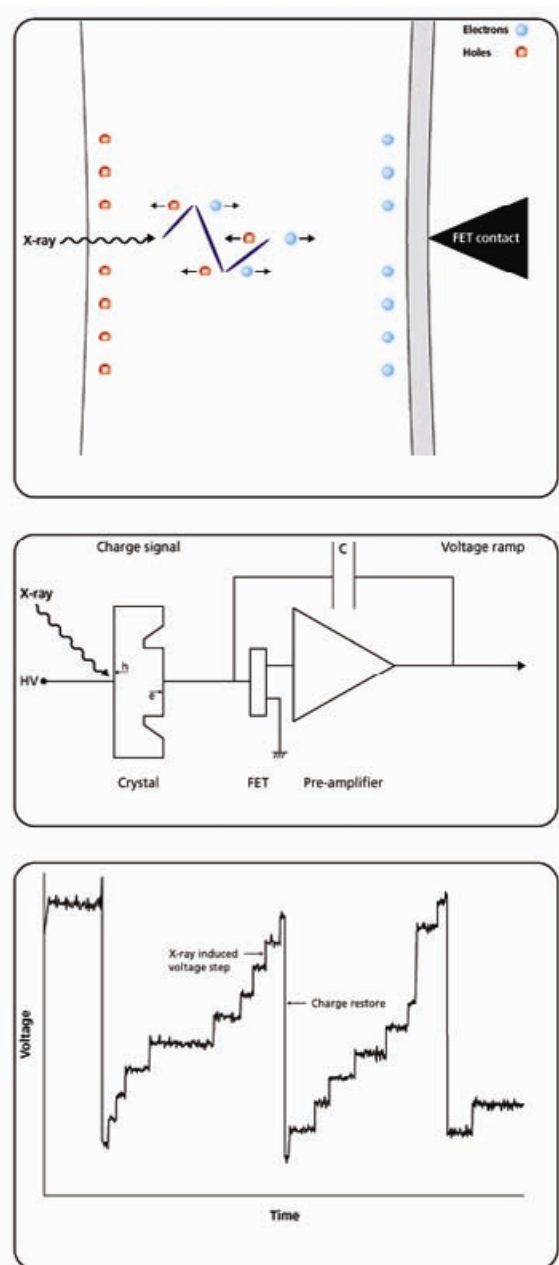 Electrons
Holes
X-ray
FET contact
Charge signal
C
Voltage ramp
X-ray
HV
h
e
Crystal
FET
Pre-amplifier
X-ray induced
voltage step
Charge restore
Voltage
Time